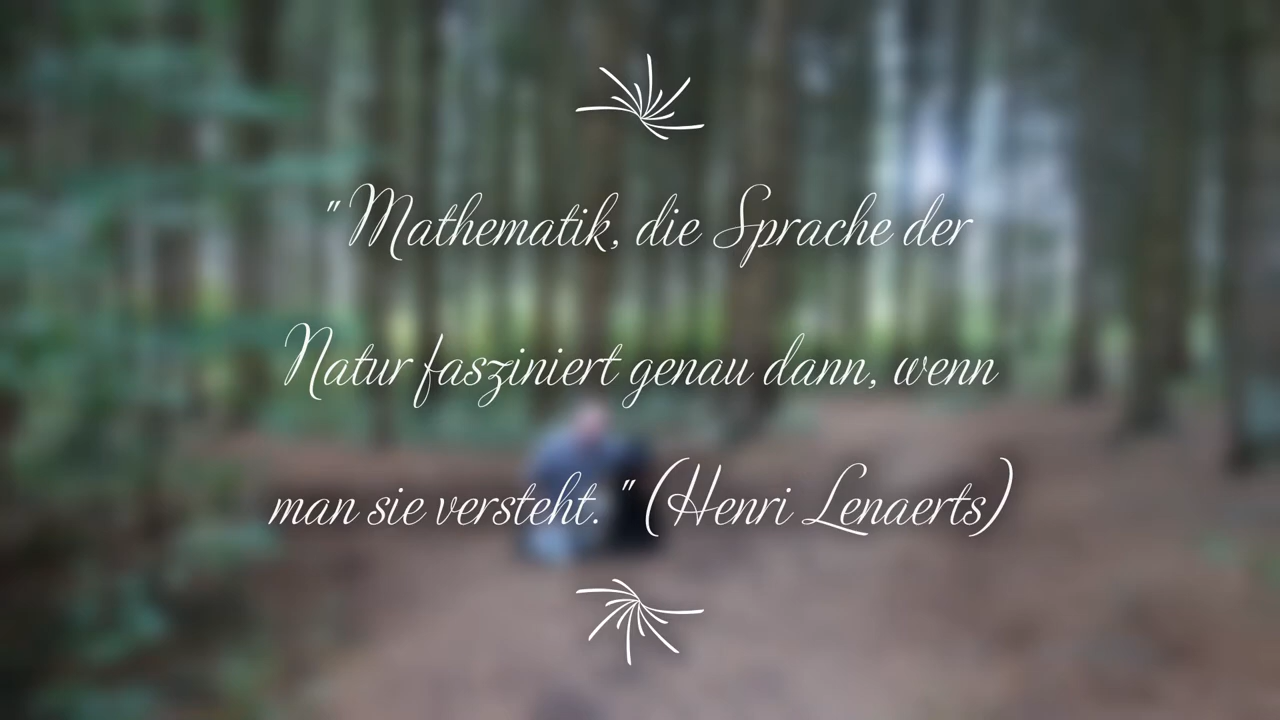 "Mathematik, die Sprache der
Natur fasziniert genau dann, wenn
man sie versteht." (Henri Lenaerts)